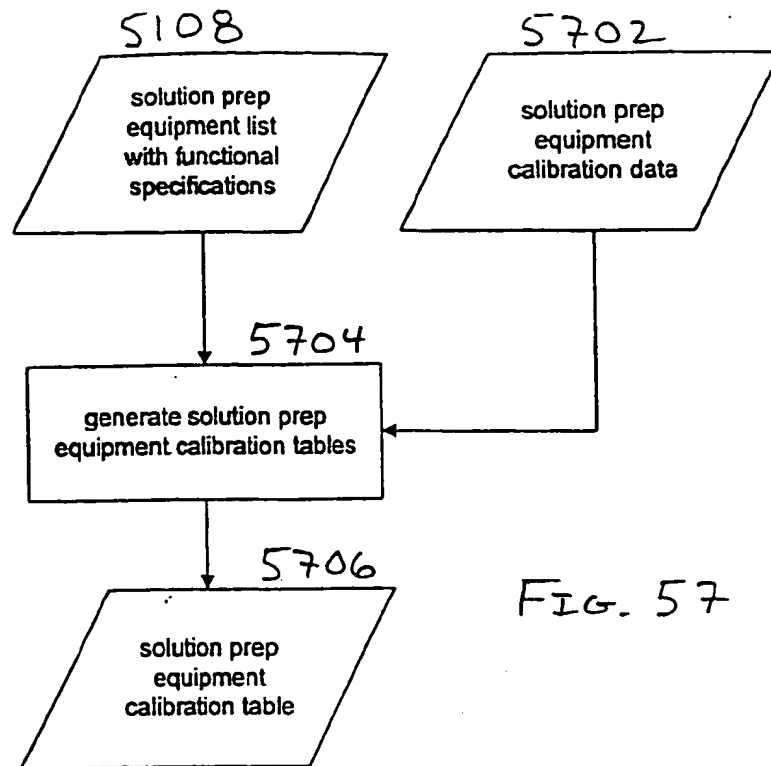 5108
5702
solution prep
equipment list
with functional
specifications
solution prep
equipment
calibration data
5704
generate solution prep
equipment calibration tables
5706
solution prep
equipment
calibration table
FIG. 57